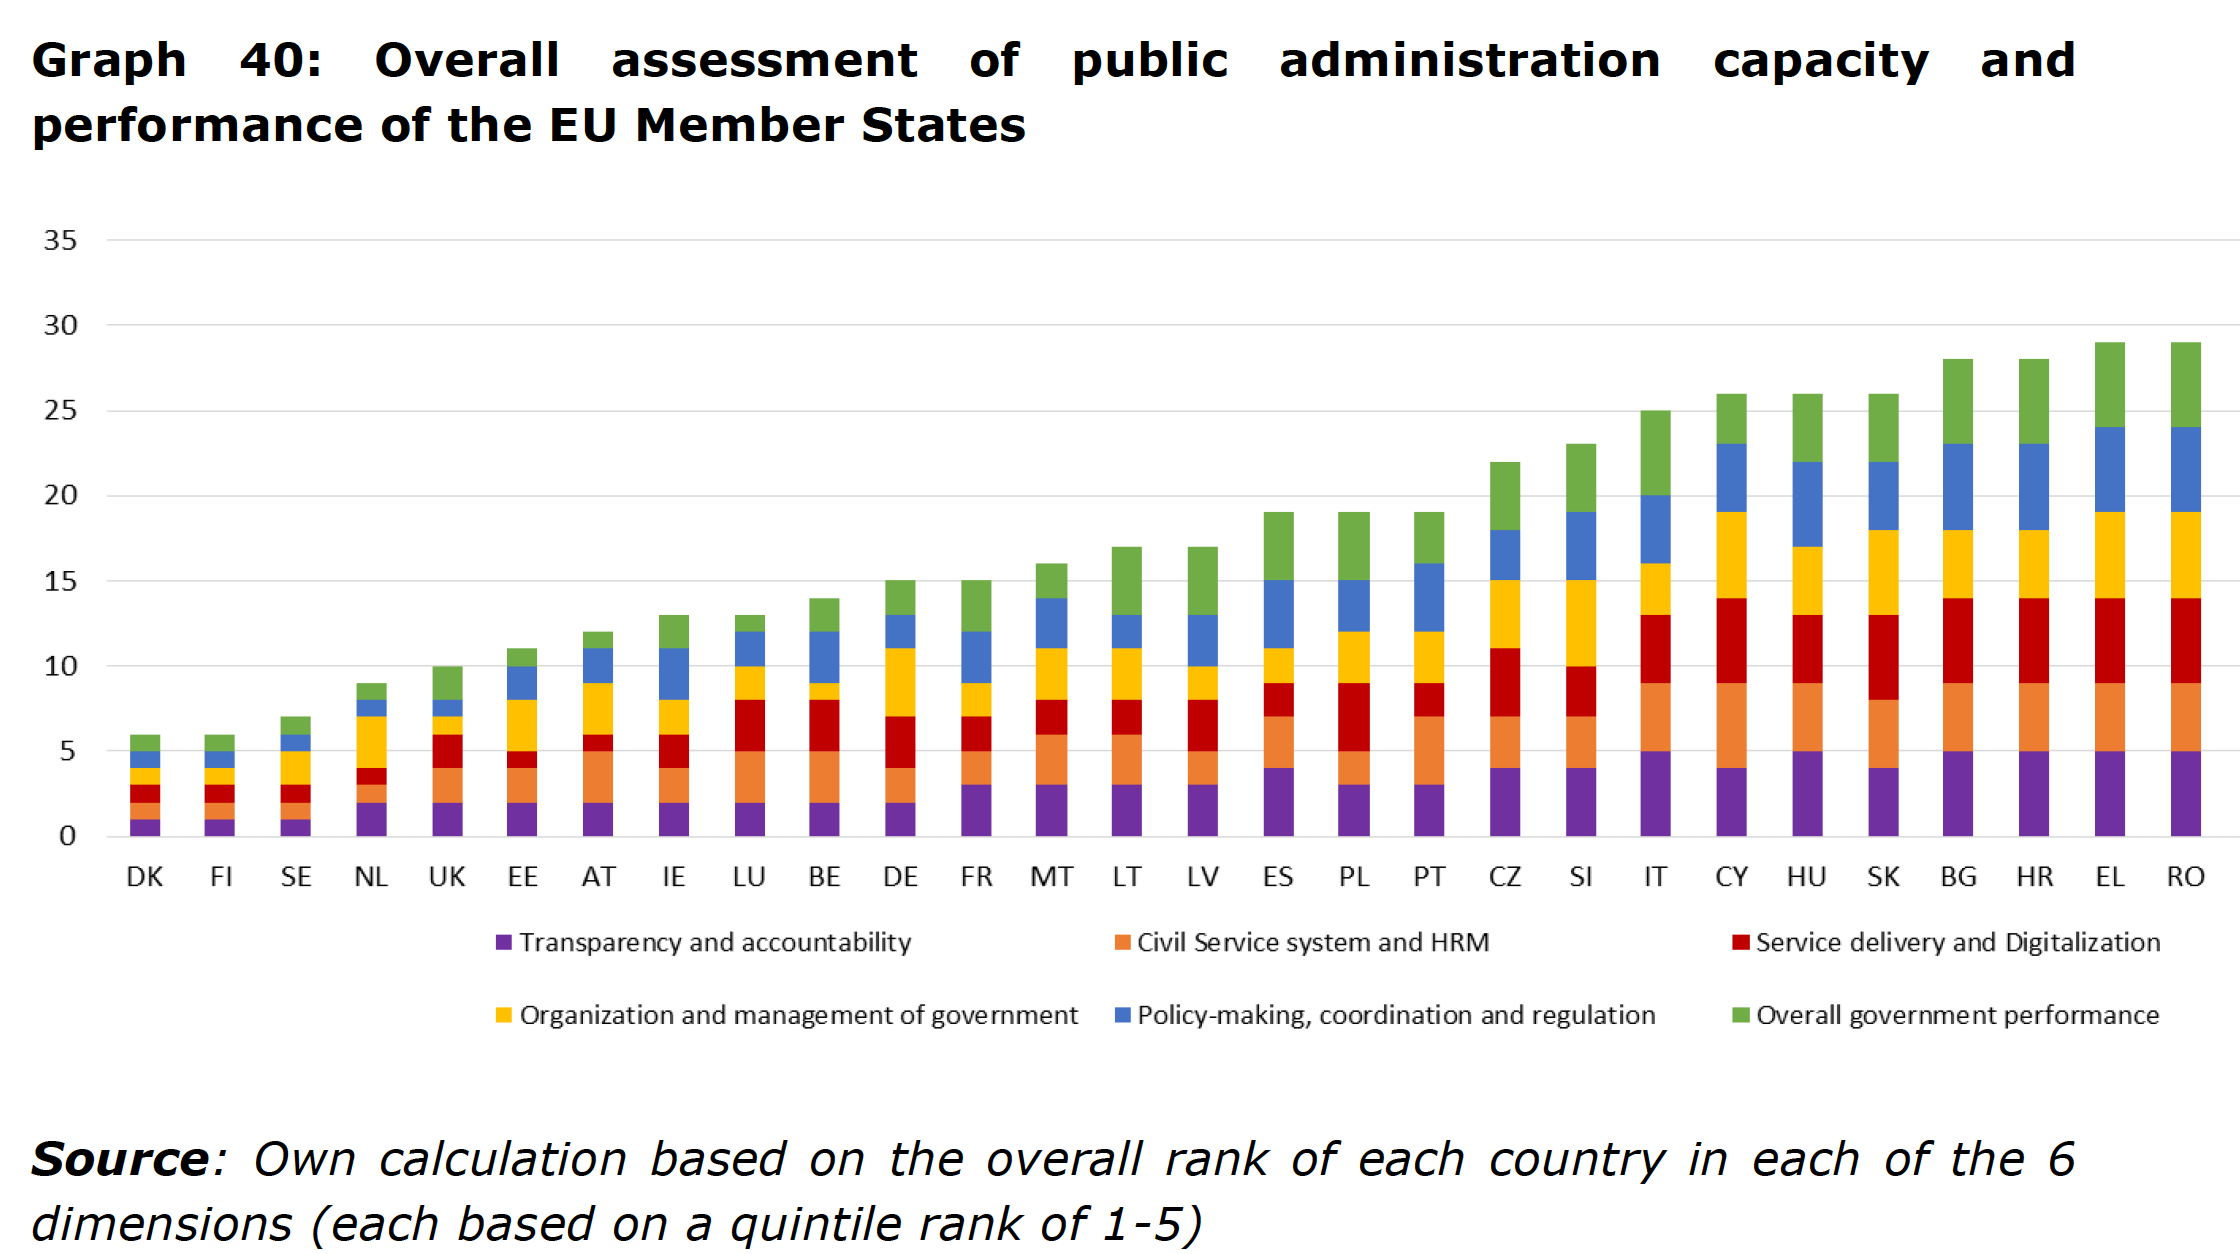 Graph 40: Overall assessment of public administration capacity and
performance of the EU Member States
35
30
25
20
15
10
5
0
DK FI SE NL UK EE AT IE LU BE DE FR MT LT LV ES PL PT CZ SI IT CY HU SK BG HR EL RO
Transparency and accountability Civil Service system and HRM Service delivery and Digitalization
Organization and management of government Policy-making, coordination and regulation Overall government performance
Source: Own calculation based on the overall rank of each country in each of the 6
dimensions (each based on a quintile rank of 1-5)